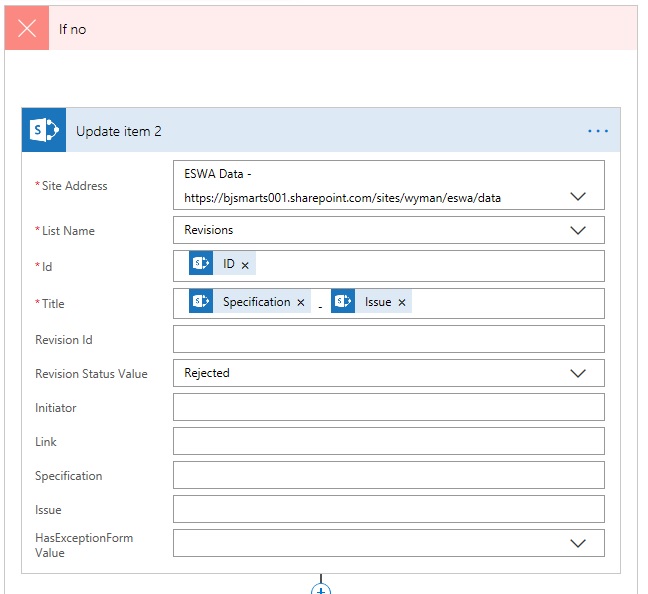 If no
Update item 2
* Site Address
ESWA Data -
https://bjsmarts001.sharepoint.com/sites/wyman/eswa/data
* List Name
Revisions
* Id
ID x
* Title
Specification x - Issue x
Revision Id
Revision Status Value
Rejected
Initiator
Link
Specification
Issue
HasExceptionForm
Value